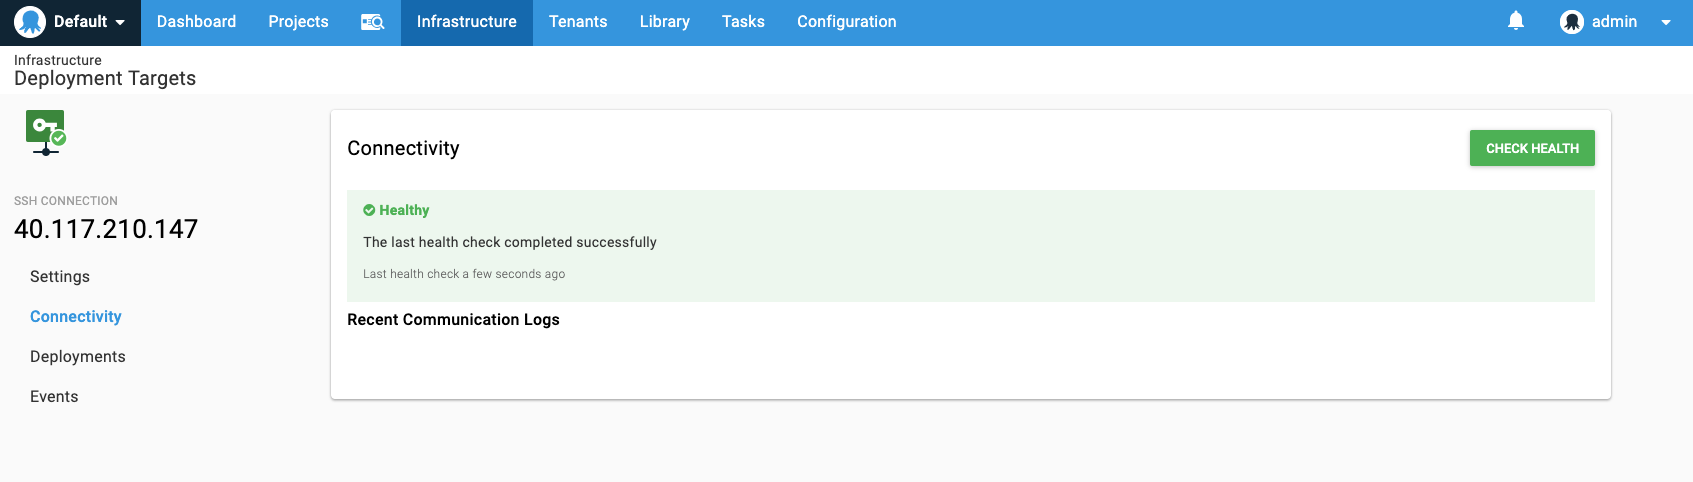 Default Dashboard Projects Infrastructure Tenants Library Tasks Configuration admin
Infrastructure
Deployment Targets
SSH CONNECTION
40.117.210.147
Settings
Connectivity
Deployments
Events
Connectivity CHECK HEALTH
Healthy
The last health check completed successfully
Last health check a few seconds ago
Recent Communication Logs